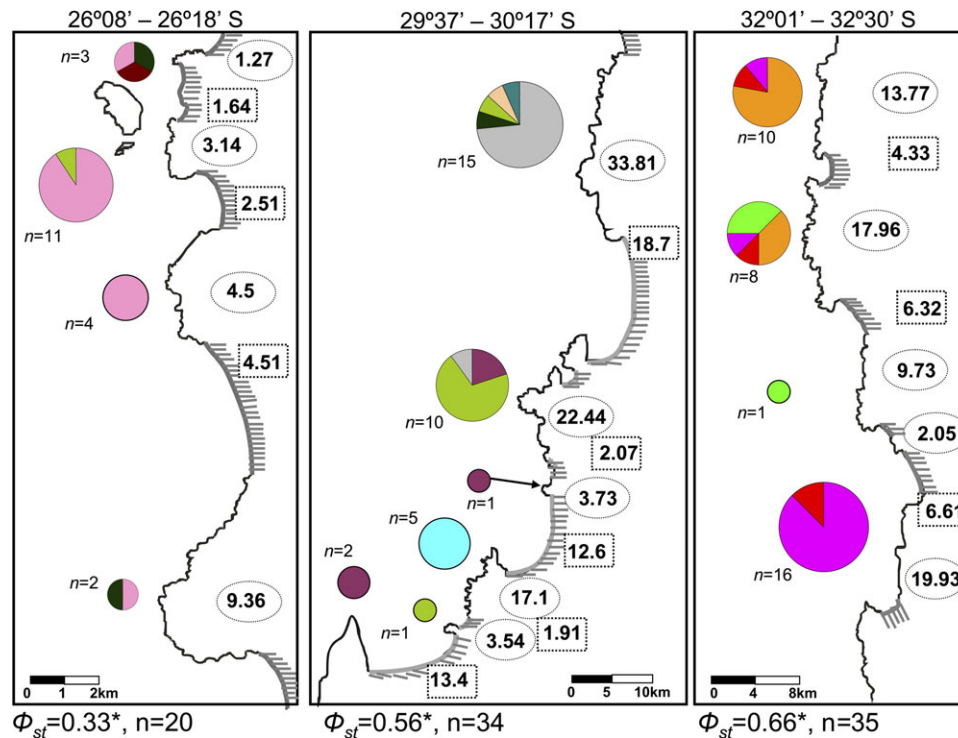 26º08' – 26º18' S
n=3
1.27
1.64
3.14
n=11
2.51
4.5
n=4
4.51
n=2
9.36
0 1 2km
Φst=0.33*, n=20
29º37' – 30º17' S
n=15
33.81
18.7
n=10
22.44
2.07
n=1
3.73
n=5
12.6
n=2
17.1
n=1
3.54
1.91
13.4
0 5 10km
Φst=0.56*, n=34
32º01' – 32º30' S
13.77
n=10
4.33
17.96
n=8
6.32
9.73
n=1
2.05
6.61
n=16
19.93
0 4 8km
Φst=0.66*, n=35